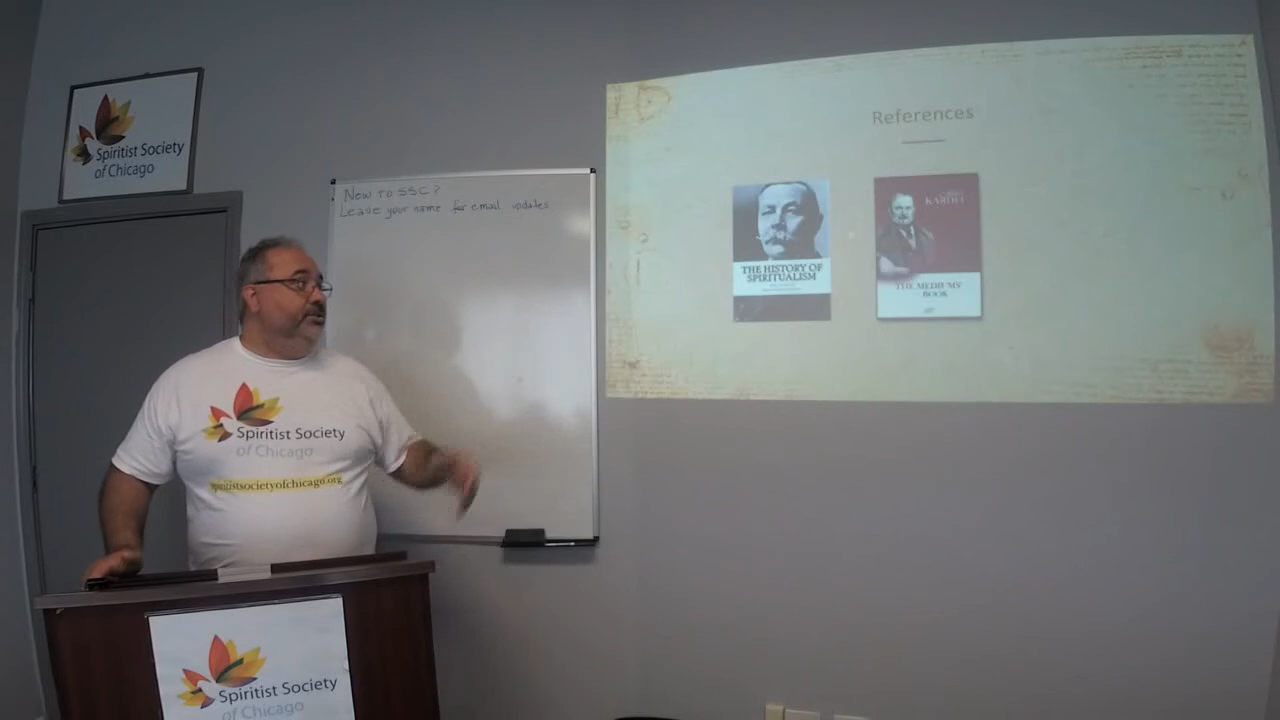 Spiritist Society
of Chicago
New to SSC?
Leave your name for email updates
References
THE HISTORY OF
SPIRITUALISM
KARDEC
THE MEDIUMS'
BOOK
Spiritist Society
of Chicago
spiritistsocietyofchicago.org
Spiritist Society
of Chicago